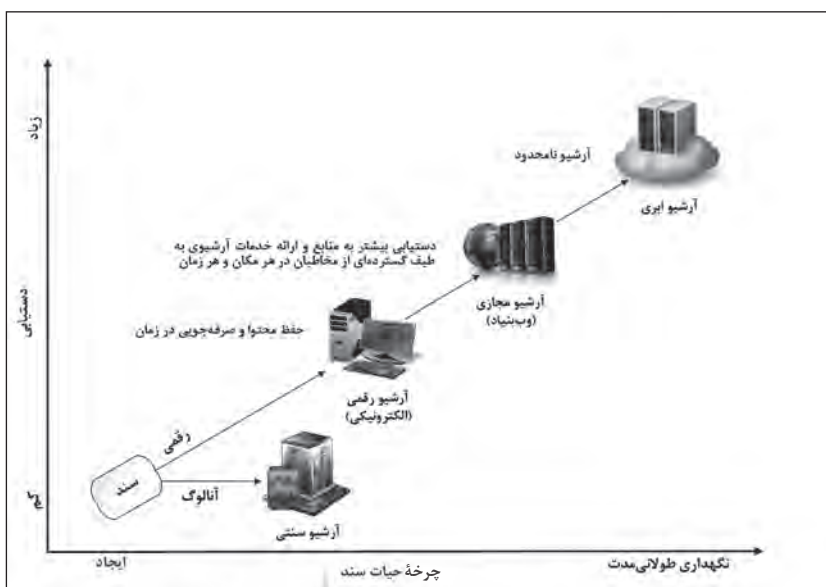 زیاد
آرشیو نامحدود
آرشیو ابری
دستیابی بیشتر به منابع و ارائه خدمات آرشیوی به
طیف گسترده‌ای از مخاطبان در هر مکان و هر زمان
آرشیو مجازی
(وب‌بنیاد)
دستیابی
حفظ محتوا و صرفه‌جویی در زمان
آرشیو رقمی
(الکترونیکی)
رقمی
سند
آنالوگ
آرشیو سنتی
کم
ایجاد
چرخهٔ حیات سند
نگهداری طولانی‌مدت